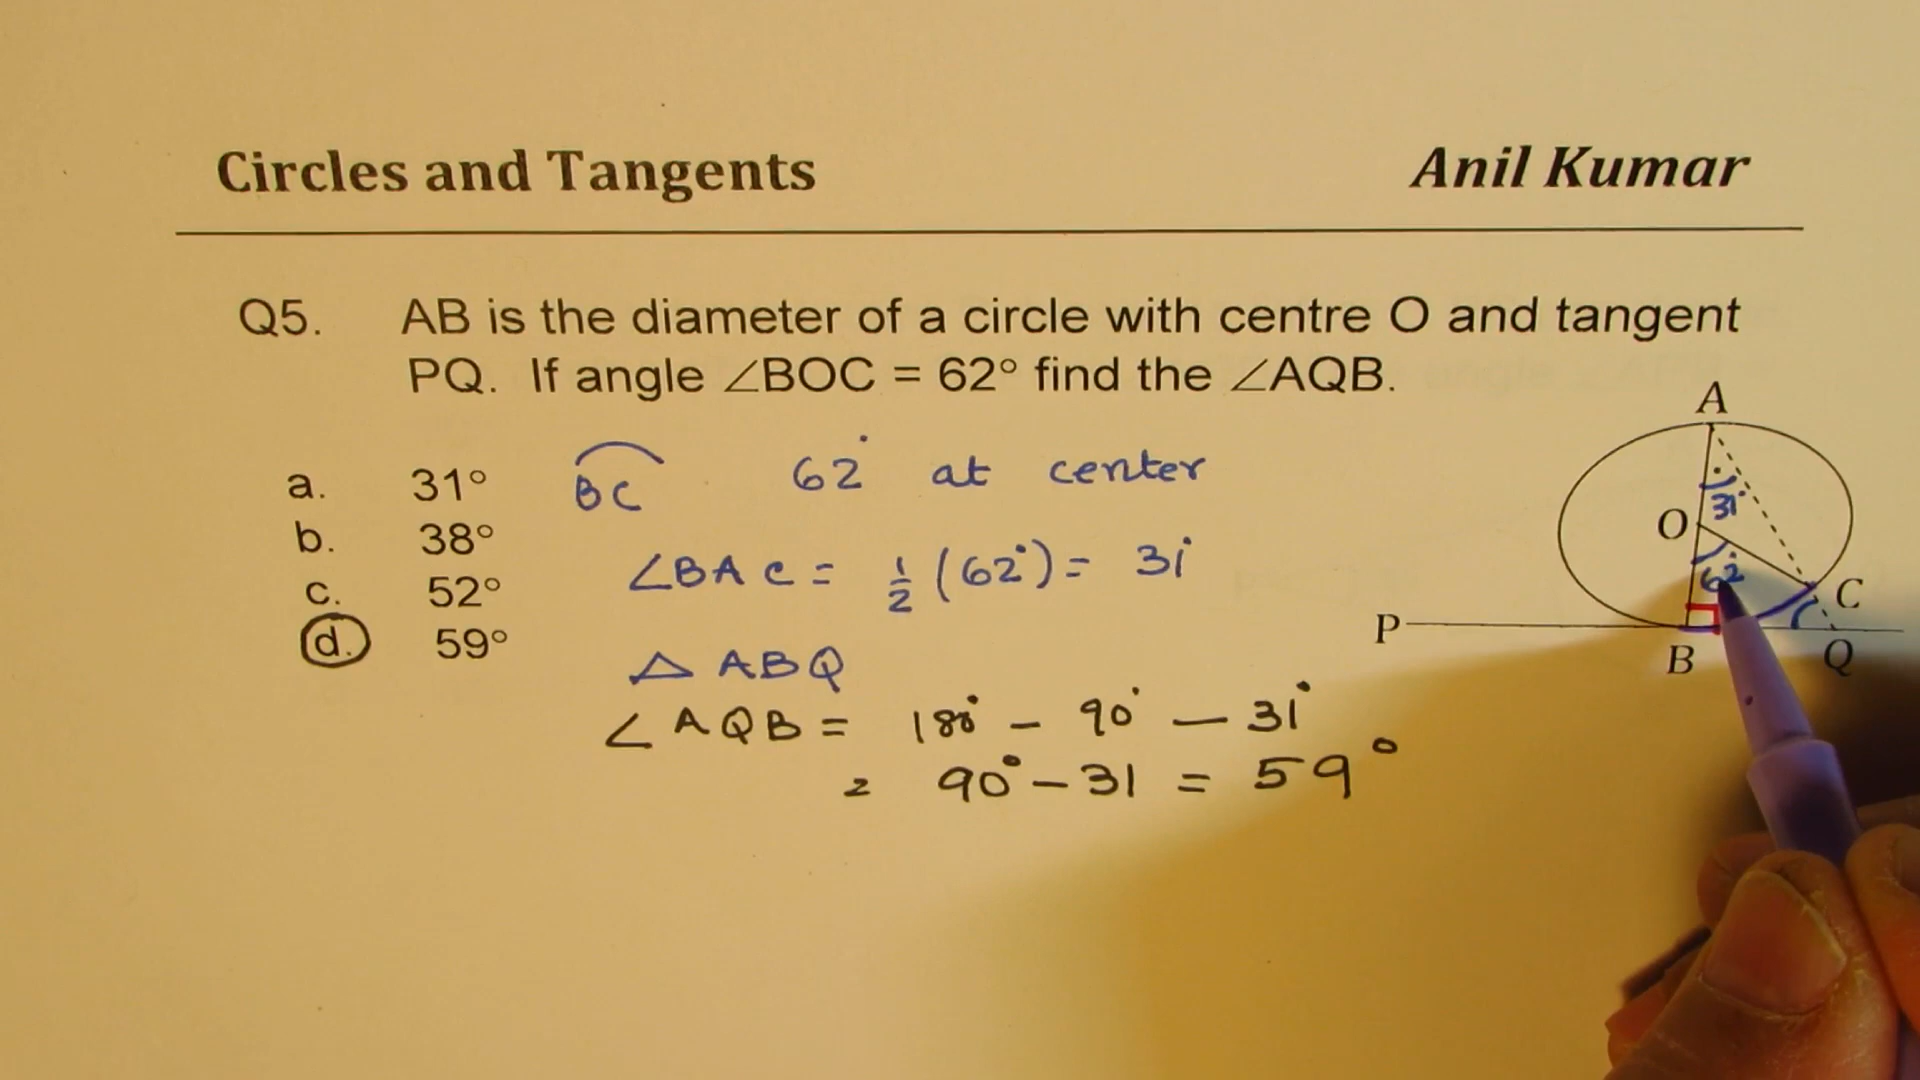 Circles and Tangents Anil Kumar
Q5. AB is the diameter of a circle with centre O and tangent
PQ. If angle ∠BOC = 62° find the ∠AQB.
a. 31°
b. 38°
c. 52°
d. 59°
BC 62° at center
∠BAC = 1/2 (62°) = 31°
△ ABQ
∠AQB = 180° – 90° – 31°
= 90° – 31 = 59°
A
31°
O
62°
C
P
B
Q